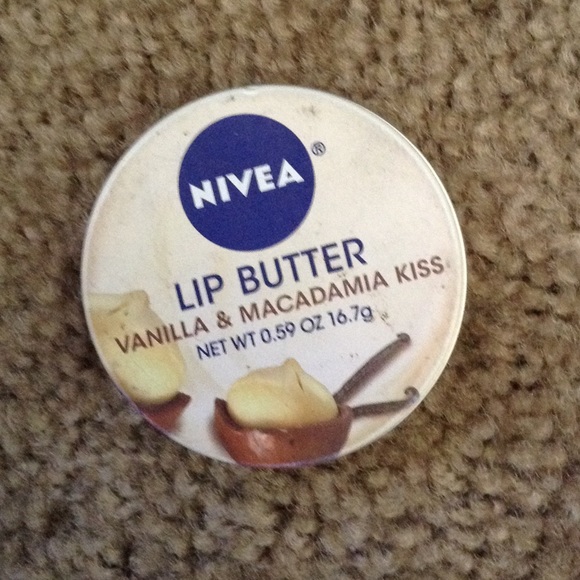 NIVEA®
LIP BUTTER
VANILLA & MACADAMIA KISS
NET WT 0.59 OZ 16.7g